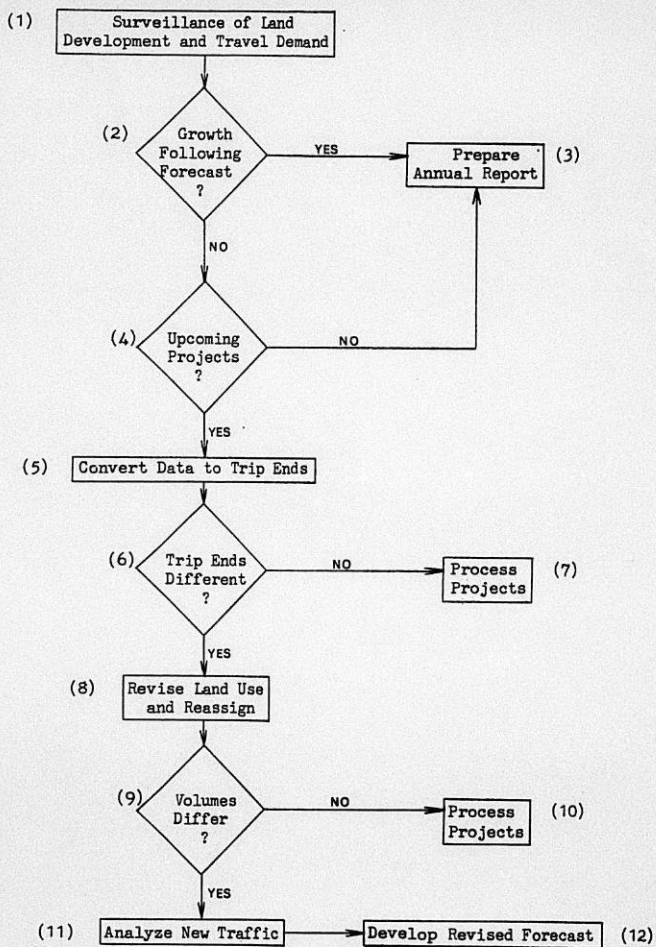 (1)
Surveillance of Land
Development and Travel Demand
(2)
Growth
Following
Forecast
?
YES
Prepare
Annual Report
(3)
NO
(4)
Upcoming
Projects
?
NO
YES
(5)
Convert Data to Trip Ends
(6)
Trip Ends
Different
?
NO
Process
Projects
(7)
YES
(8)
Revise Land Use
and Reassign
(9)
Volumes
Differ
?
NO
Process
Projects
(10)
YES
(11)
Analyze New Traffic
Develop Revised Forecast
(12)